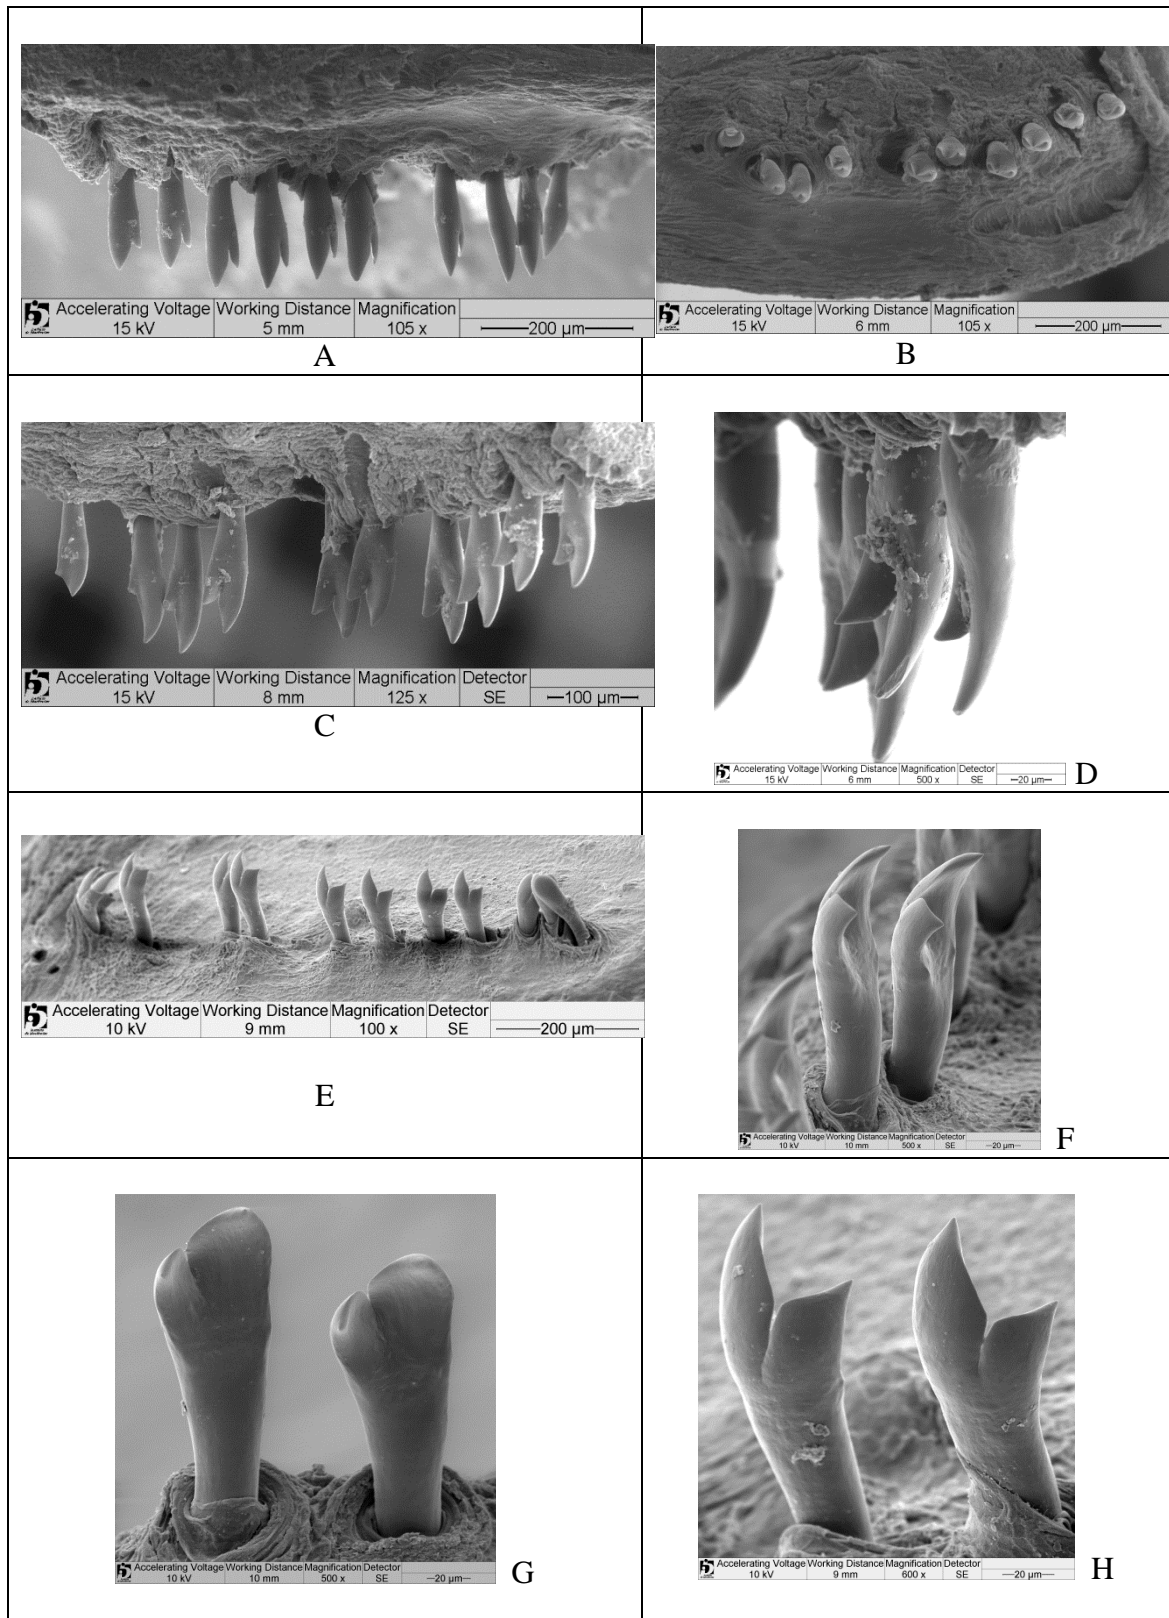 Accelerating Voltage Working Distance Magnification
15 kV 5 mm 105 x 200 µm
A
15 kV 6 mm 105 x 200 µm
Accelerating Voltage Working Distance Magnification
B
Accelerating Voltage Working Distance Magnification Detector
15 kV 8 mm 125 x SE 100 µm
C
Accelerating Voltage Working Distance Magnification Detector
15 kV 6 mm 500 x SE 20 µm
D
Accelerating Voltage Working Distance Magnification Detector
10 kV 9 mm 100 x SE 200 µm
E
Accelerating Voltage Working Distance Magnification Detector
10 kV 10 mm 500 x SE 20 µm
F
Accelerating Voltage Working Distance Magnification Detector
10 kV 10 mm 500 x SE 20 µm
G
Accelerating Voltage Working Distance Magnification Detector
10 kV 9 mm 600 x SE 20 µm
H